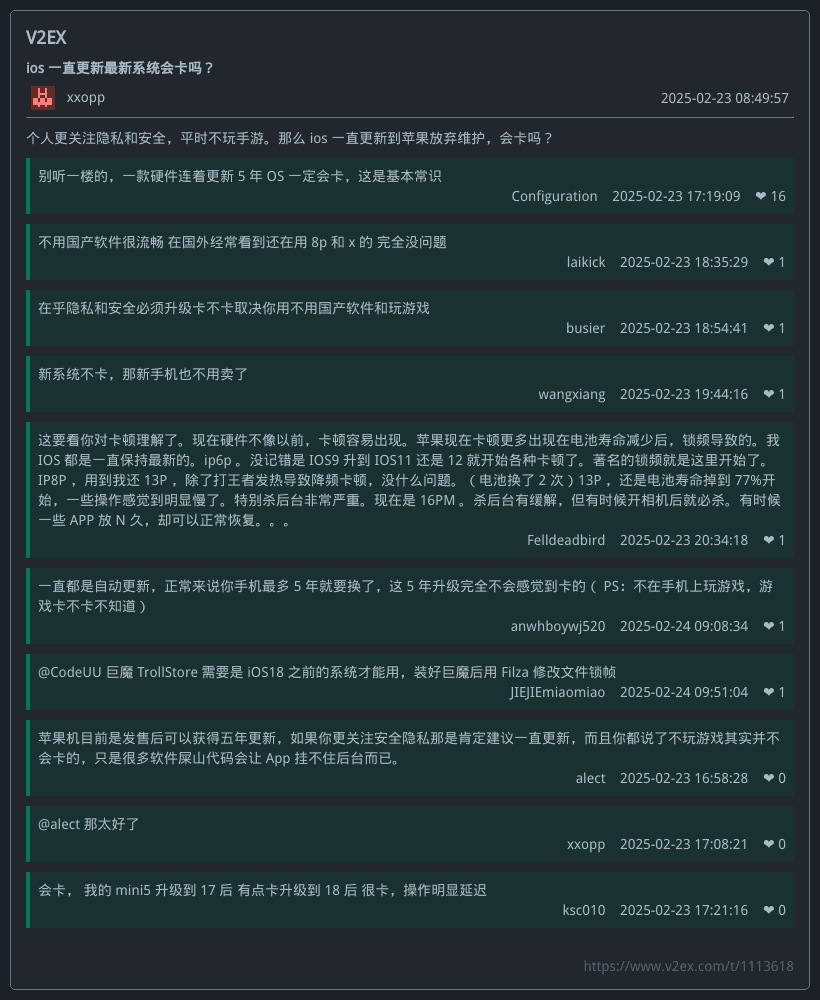 V2EX
ios 一直更新最新系统会卡吗？
xxopp
2025-02-23 08:49:57
个人更关注隐私和安全，平时不玩手游。那么 ios 一直更新到苹果放弃维护，会卡吗？
别听一楼的，一款硬件连着更新 5 年 OS 一定会卡，这是基本常识
Configuration 2025-02-23 17:19:09 ❤ 16
不用国产软件很流畅 在国外经常看到还在用 8p 和 x 的 完全没问题
laikick 2025-02-23 18:35:29 ❤ 1
在乎隐私和安全必须升级卡不卡取决你用不用国产软件和玩游戏
busier 2025-02-23 18:54:41 ❤ 1
新系统不卡，那新手机也不用卖了
wangxiang 2025-02-23 19:44:16 ❤ 1
这要看你对卡顿理解了。现在硬件不像以前，卡顿容易出现。苹果现在卡顿更多出现在电池寿命减少后，锁频导致的。我
IOS 都是一直保持最新的。ip6p 。没记错是 IOS9 升到 IOS11 还是 12 就开始各种卡顿了。著名的锁频就是这里开始了。
IP8P ，用到我还 13P ，除了打王者发热导致降频卡顿，没什么问题。（ 电池换了 2 次 ）13P ，还是电池寿命掉到 77%开
始，一些操作感觉到明显慢了。特别杀后台非常严重。现在是 16PM 。杀后台有缓解，但有时候开相机后就必杀。有时候
一些 APP 放 N 久，却可以正常恢复。。。
Felldeadbird 2025-02-23 20:34:18 ❤ 1
一直都是自动更新，正常来说你手机最多 5 年就要换了，这 5 年升级完全不会感觉到卡的（ PS：不在手机上玩游戏，游
戏卡不卡不知道 ）
anwhboywj520 2025-02-24 09:08:34 ❤ 1
@CodeUU 巨魔 TrollStore 需要是 iOS18 之前的系统才能用，装好巨魔后用 Filza 修改文件锁帧
JIEJIEmiaomiao 2025-02-24 09:51:04 ❤ 1
苹果机目前是发售后可以获得五年更新，如果你更关注安全隐私那是肯定建议一直更新，而且你都说了不玩游戏其实并不
会卡的，只是很多软件屎山代码会让 App 挂不住后台而已。
alect 2025-02-23 16:58:28 ❤ 0
@alect 那太好了
xxopp 2025-02-23 17:08:21 ❤ 0
会卡， 我的 mini5 升级到 17 后 有点卡升级到 18 后 很卡，操作明显延迟
ksc010 2025-02-23 17:21:16 ❤ 0
https://www.v2ex.com/t/1113618